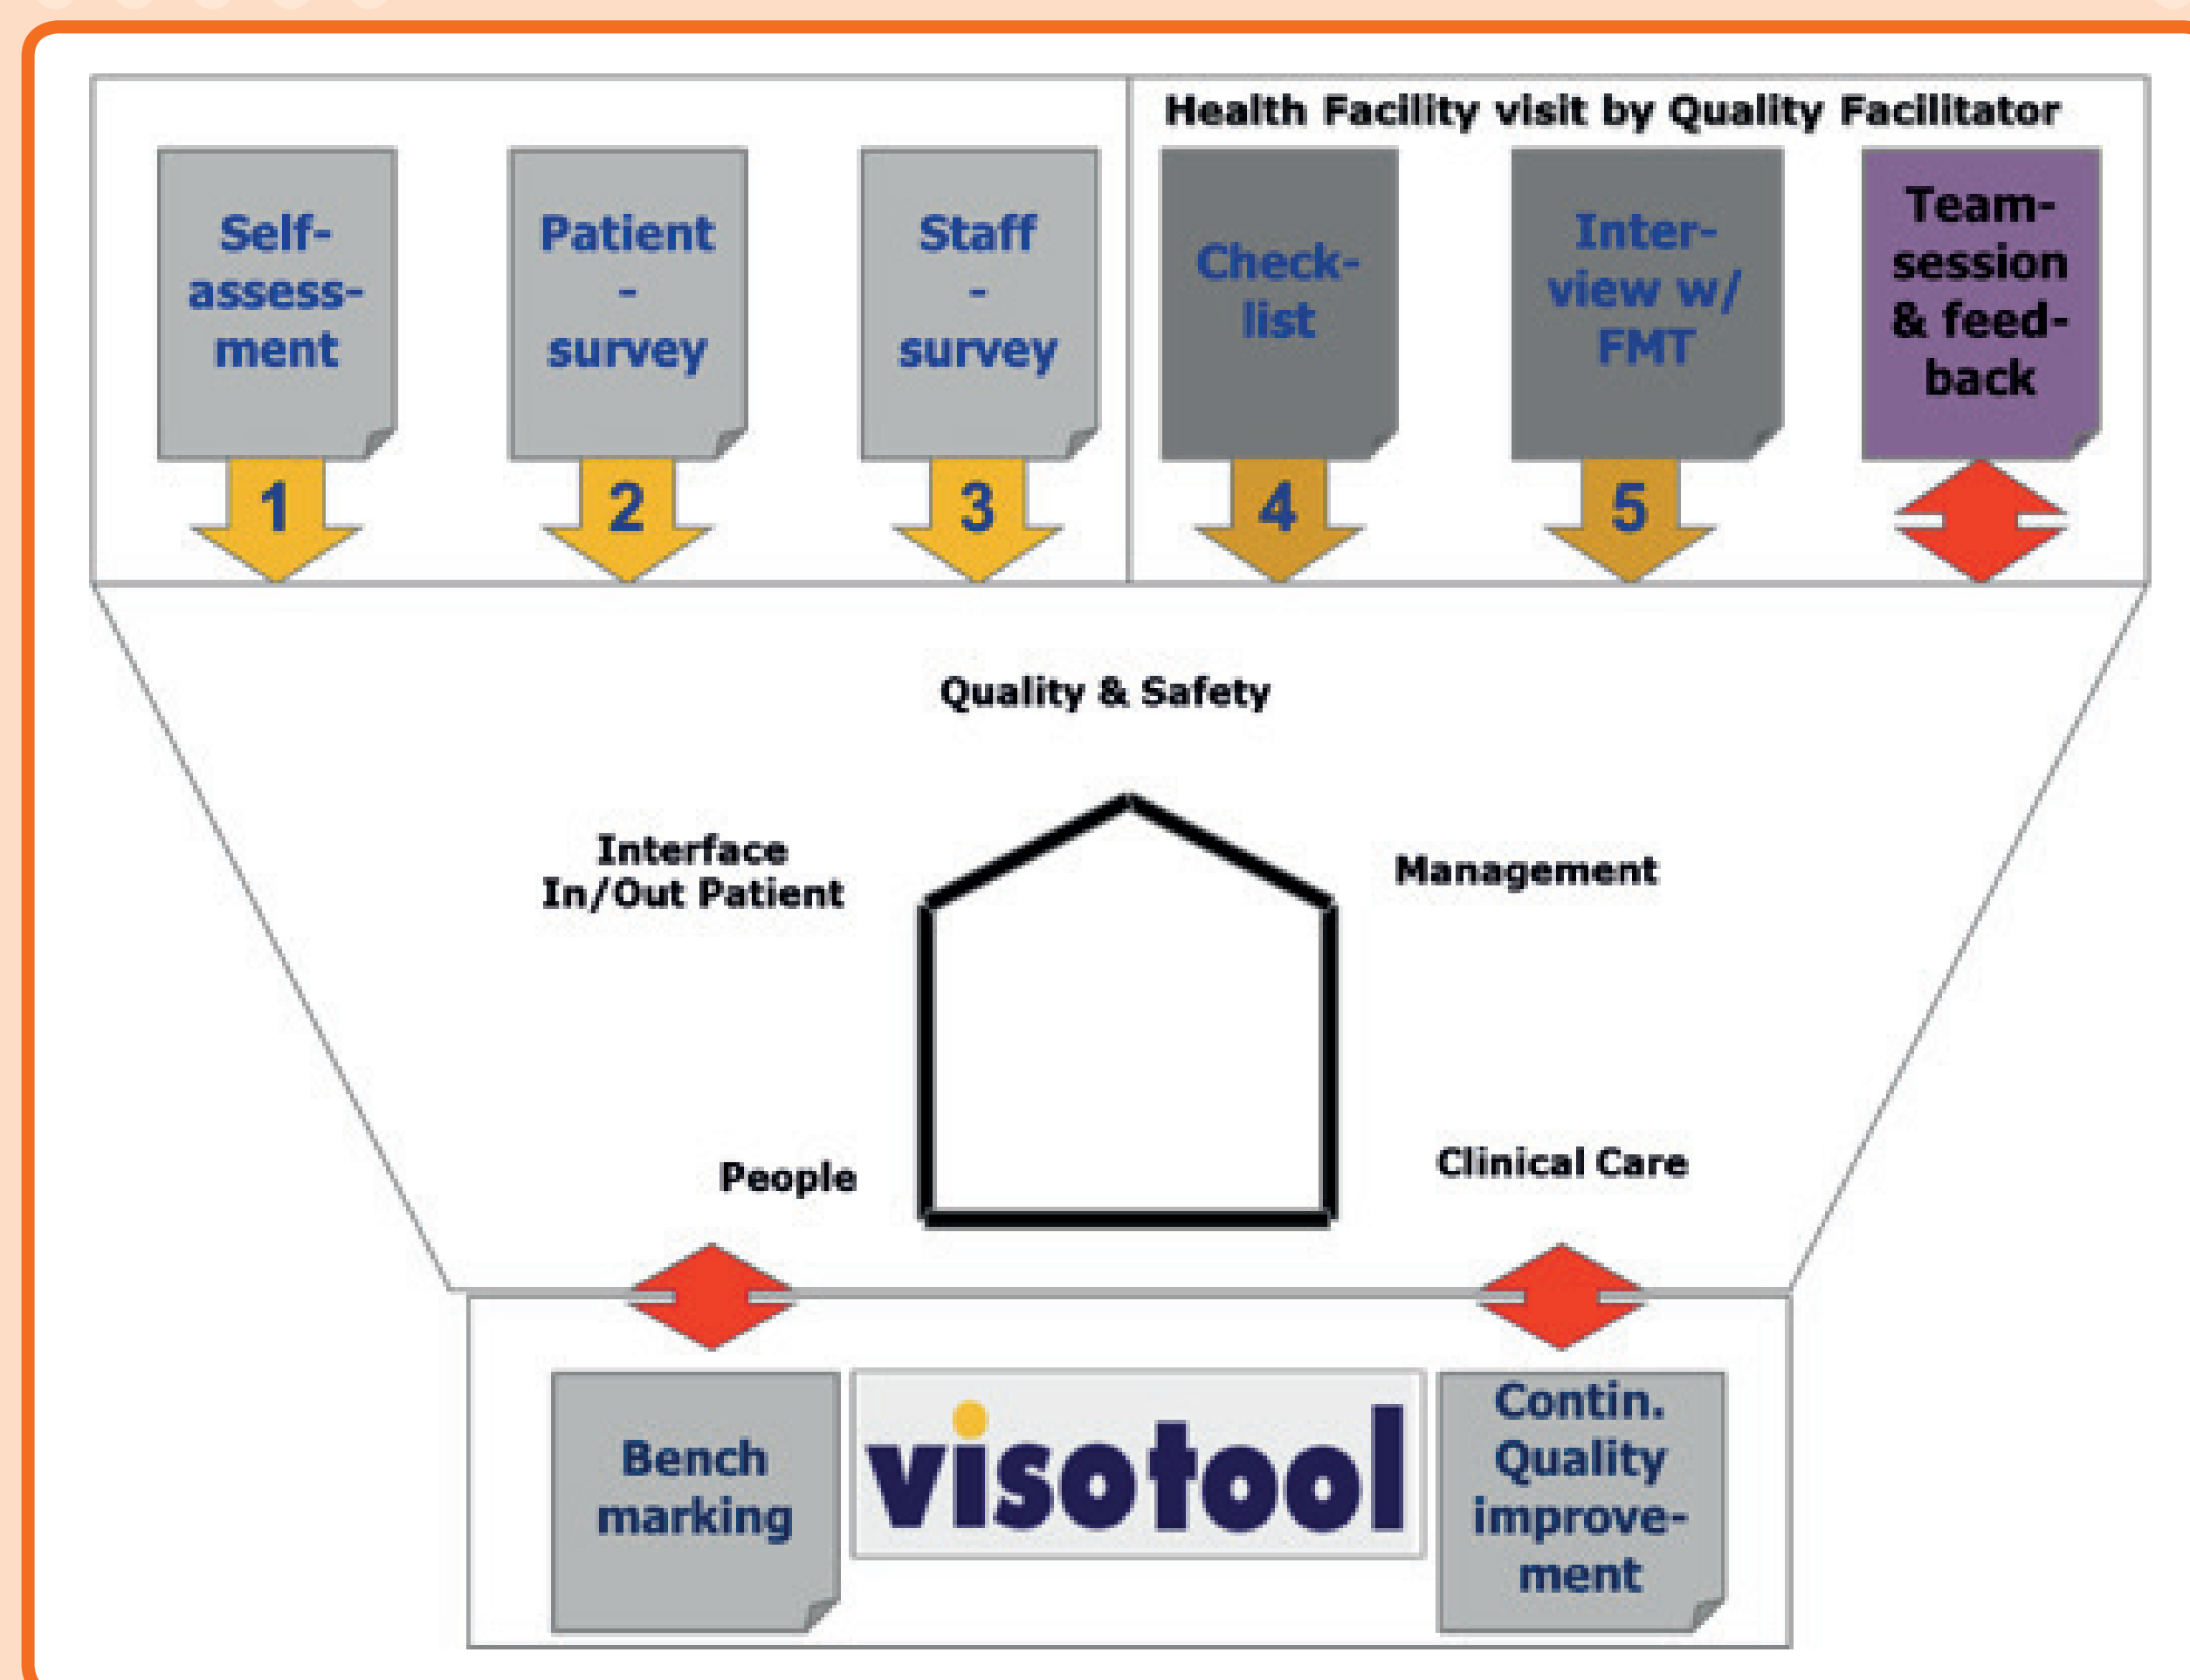 Health Facility visit by Quality Facilitator
Self-
assess-
ment
Patient
-
survey
Staff
-
survey
Check-
list
Inter-
view w/
FMT
Team-
session
& feed-
back
1
2
3
4
5
Quality & Safety
Interface
In/Out Patient
Management
People
Clinical Care
Bench
marking
visotool
Contin.
Quality
improve-
ment